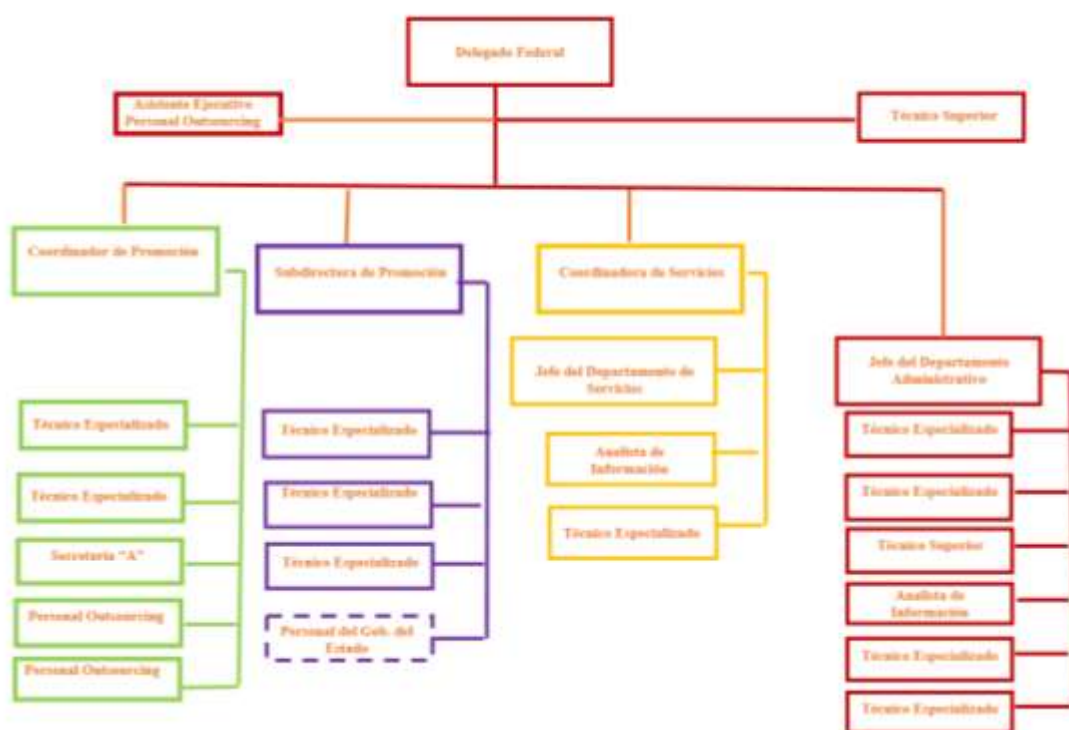 Delegado Federal
Asistente Ejecutivo
Personal Outsourcing
Técnico Superior
Coordinador de Promoción
Subdirectora de Promoción
Coordinadora de Servicios
Jefe del Departamento de
Servicios
Jefe del Departamento
Administrativo
Técnico Especializado
Técnico Especializado
Secretaria "A"
Personal Outsourcing
Personal Outsourcing
Técnico Especializado
Técnico Especializado
Técnico Especializado
Personal del Gob. del
Estado
Analista de
Información
Técnico Especializado
Técnico Especializado
Técnico Especializado
Técnico Superior
Analista de
Información
Técnico Especializado
Técnico Especializado